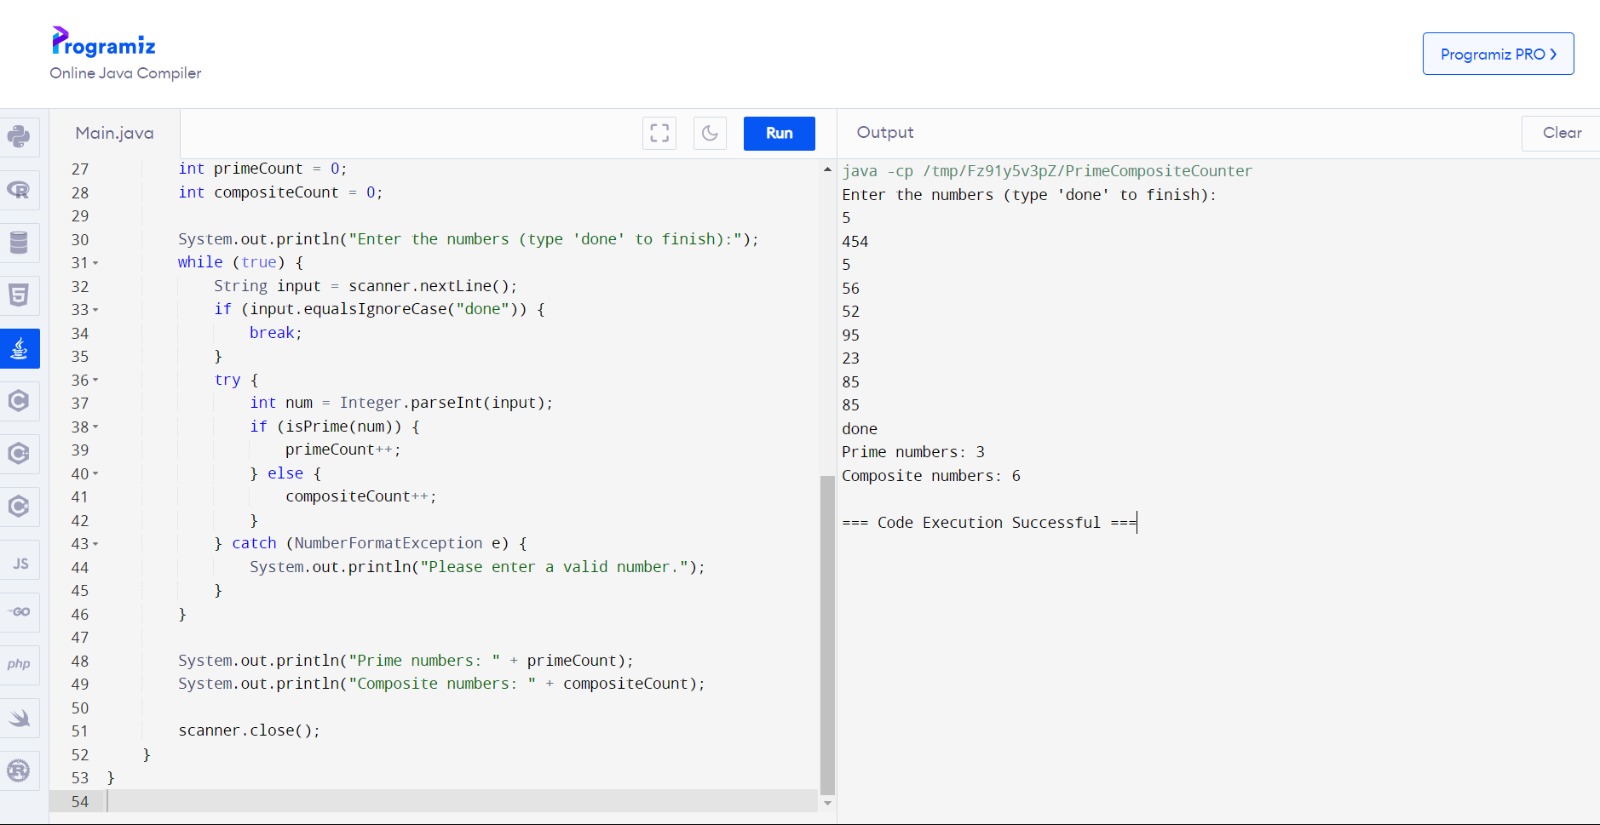 Programiz
Online Java Compiler
Programiz PRO
Main.java
Run
Output
Clear
27 int primeCount = 0;
28 int compositeCount = 0;
29
30 System.out.println("Enter the numbers (type 'done' to finish):");
31 while (true) {
32 String input = scanner.nextLine();
33 if (input.equalsIgnoreCase("done")) {
34 break;
35 }
36 try {
37 int num = Integer.parseInt(input);
38 if (isPrime(num)) {
39 primeCount++;
40 } else {
41 compositeCount++;
42 }
43 } catch (NumberFormatException e) {
44 System.out.println("Please enter a valid number.");
45 }
46 }
47
48 System.out.println("Prime numbers: " + primeCount);
49 System.out.println("Composite numbers: " + compositeCount);
50
51 scanner.close();
52 }
53 }
54
java -cp /tmp/Fz91y5v3pZ/PrimeCompositeCounter
Enter the numbers (type 'done' to finish):
5
454
5
56
52
95
23
85
85
done
Prime numbers: 3
Composite numbers: 6
=== Code Execution Successful ===
R
5
C
C
C
JS
GO
php
R